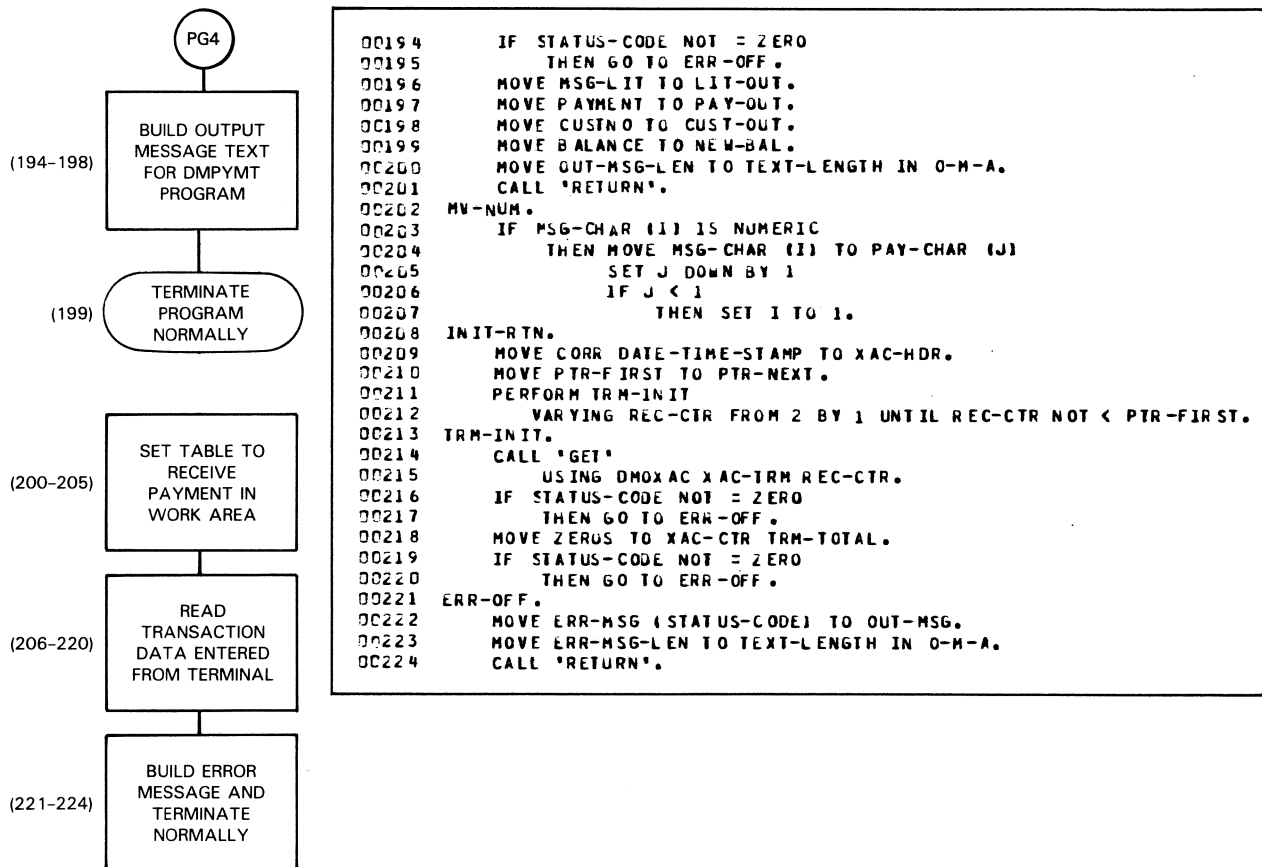 PG4
(194-198)
BUILD OUTPUT
MESSAGE TEXT
FOR DMPYMT
PROGRAM
(199)
TERMINATE
PROGRAM
NORMALLY
(200-205)
SET TABLE TO
RECEIVE
PAYMENT IN
WORK AREA
(206-220)
READ
TRANSACTION
DATA ENTERED
FROM TERMINAL
(221-224)
BUILD ERROR
MESSAGE AND
TERMINATE
NORMALLY
00194 IF STATUS-CODE NOT = ZERO
00195 THEN GO TO ERR-OFF.
00196 MOVE MSG-LIT TO LIT-OUT.
00197 MOVE PAYMENT TO PAY-OUT.
00198 MOVE CUSTNO TO CUST-OUT.
00199 MOVE BALANCE TO NEW-BAL.
00200 MOVE OUT-MSG-LEN TO TEXT-LENGTH IN O-M-A.
00201 CALL 'RETURN'.
00202 MV-NUM.
00203 IF MSG-CHAR (I) IS NUMERIC
00204 THEN MOVE MSG-CHAR (I) TO PAY-CHAR (J)
00205 SET J DOWN BY 1
00206 IF J < 1
00207 THEN SET I TO 1.
00208 INIT-RTN.
00209 MOVE CORR DATE-TIME-STAMP TO XAC-HDR.
00210 MOVE PTR-FIRST TO PTR-NEXT.
00211 PERFORM TRM-INIT
00212 VARYING REC-CTR FROM 2 BY 1 UNTIL REC-CTR NOT < PTR-FIRST.
00213 TRM-INIT.
00214 CALL 'GET'
00215 USING DMOXAC XAC-TRM REC-CTR.
00216 IF STATUS-CODE NOT = ZERO
00217 THEN GO TO ERR-OFF.
00218 MOVE ZEROS TO XAC-CTR TRM-TOTAL.
00219 IF STATUS-CODE NOT = ZERO
00220 THEN GO TO ERR-OFF.
00221 ERR-OFF.
00222 MOVE ERR-MSG (STATUS-CODE) TO OUT-MSG.
00223 MOVE ERR-MSG-LEN TO TEXT-LENGTH IN O-M-A.
00224 CALL 'RETURN'.